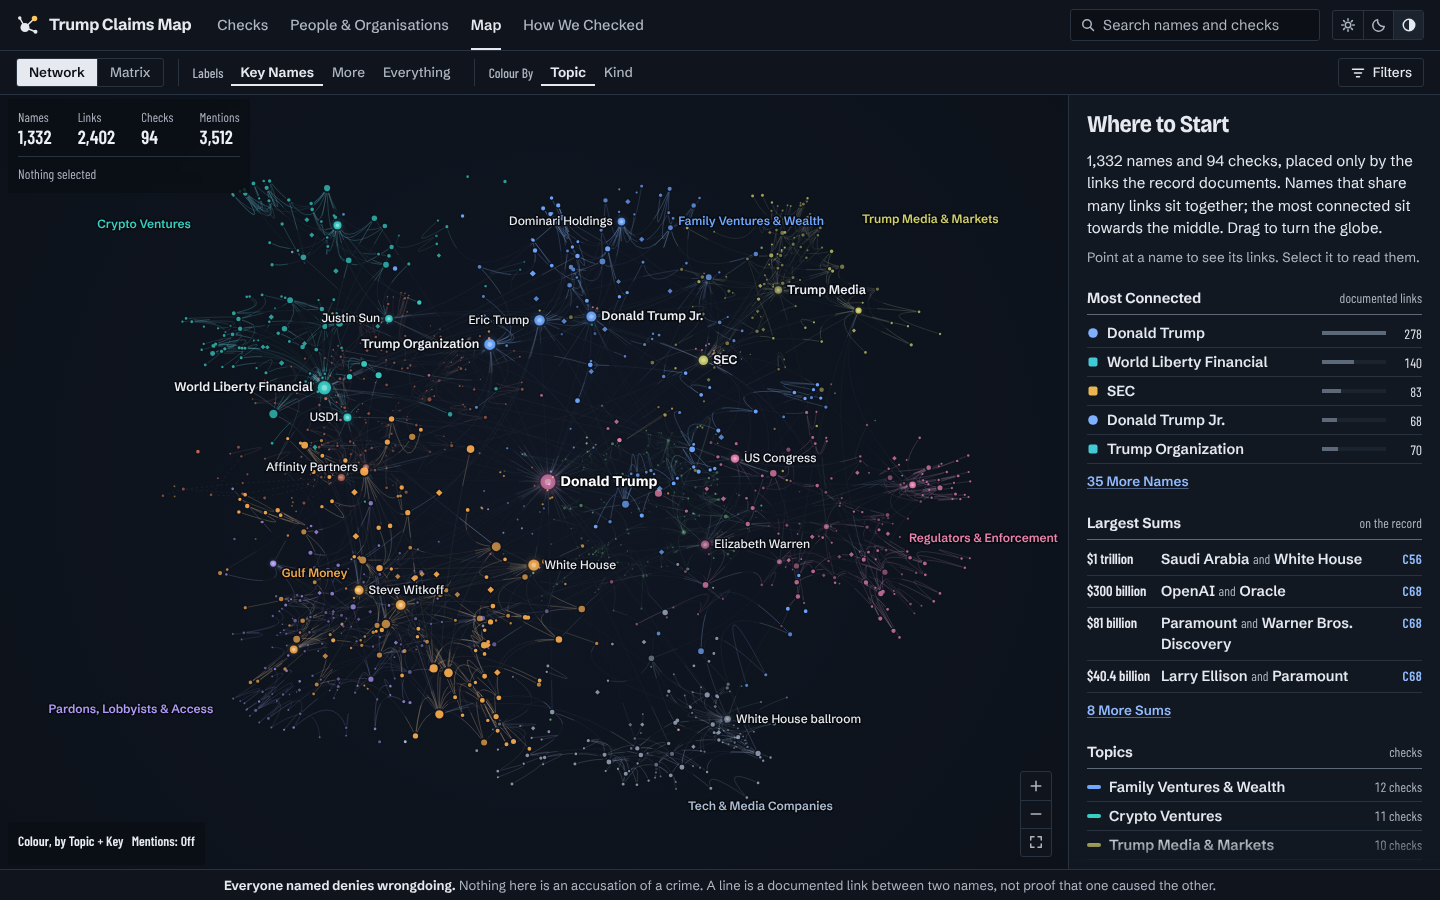 Trump Claims Map
Checks
People & Organisations
Map
How We Checked
Search names and checks
Network
Matrix
Labels
Key Names
More
Everything
Colour By
Topic
Kind
Filters
Names
Links
Checks
Mentions
1,332
2,402
94
3,512
Nothing selected
Crypto Ventures
Dominari Holdings
Family Ventures & Wealth
Trump Media & Markets
Trump Media
Justin Sun
Eric Trump
Donald Trump Jr.
Trump Organization
SEC
World Liberty Financial
USD1
Affinity Partners
US Congress
Donald Trump
Elizabeth Warren
Regulators & Enforcement
White House
Gulf Money
Steve Witkoff
Pardons, Lobbyists & Access
White House ballroom
Tech & Media Companies
Colour, by Topic + Key
Mentions: Off
Where to Start
1,332 names and 94 checks, placed only by the
links the record documents. Names that share
many links sit together; the most connected sit
towards the middle. Drag to turn the globe.
Point at a name to see its links. Select it to read them.
Most Connected
documented links
Donald Trump
278
World Liberty Financial
140
SEC
83
Donald Trump Jr.
68
Trump Organization
70
35 More Names
Largest Sums
on the record
$1 trillion
Saudi Arabia and White House
C56
$300 billion
OpenAI and Oracle
C68
$81 billion
Paramount and Warner Bros.
Discovery
C68
$40.4 billion
Larry Ellison and Paramount
C68
8 More Sums
Topics
checks
Family Ventures & Wealth
12 checks
Crypto Ventures
11 checks
Trump Media & Markets
10 checks
Everyone named denies wrongdoing. Nothing here is an accusation of a crime. A line is a documented link between two names, not proof that one caused the other.